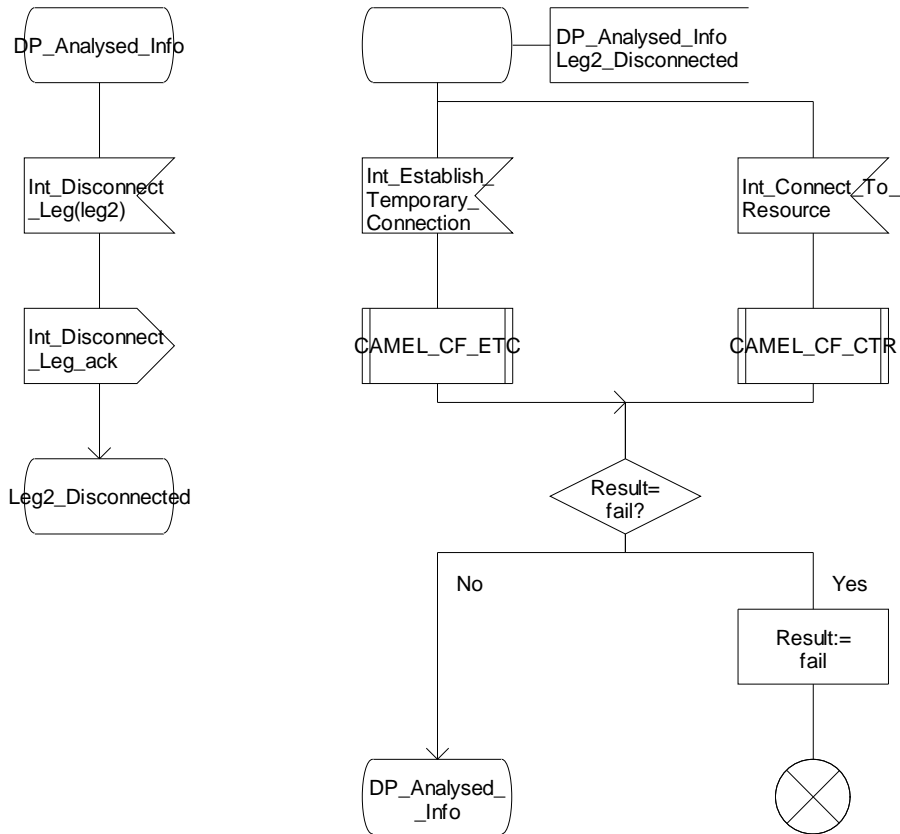 DP_Analysed_Info
Int_Disconnect
_Leg(leg2)
Int_Disconnect
_Leg_ack
Leg2_Disconnected
DP_Analysed_Info
Leg2_Disconnected
Int_Establish_
Temporary_
Connection
Int_Connect_To_
Resource
CAMEL_CF_ETC
CAMEL_CF_CTR
Result=
fail?
No
Yes
Result:=
fail
DP_Analysed_
_Info